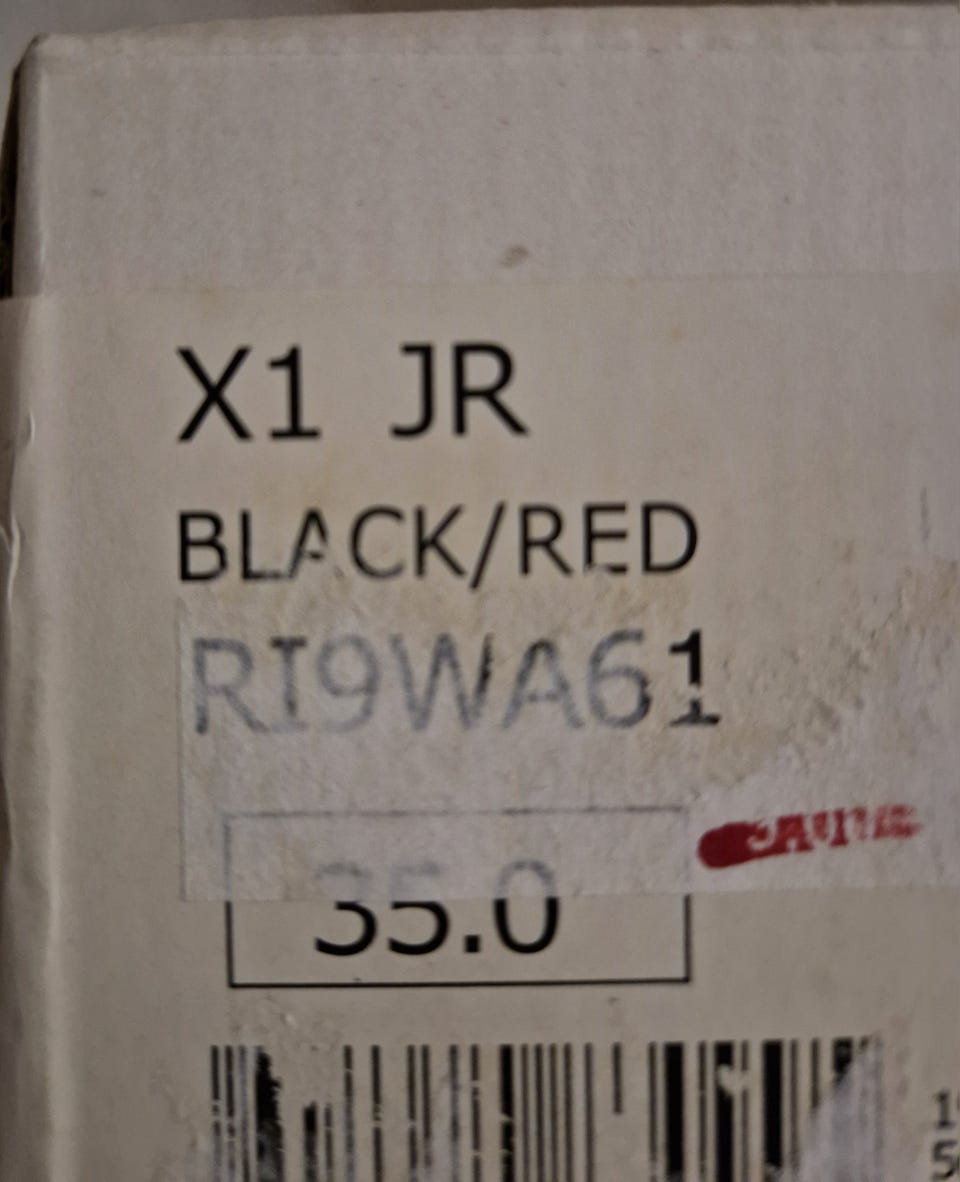 X1 JR
BLACK/RED
RI9WA61
35.0